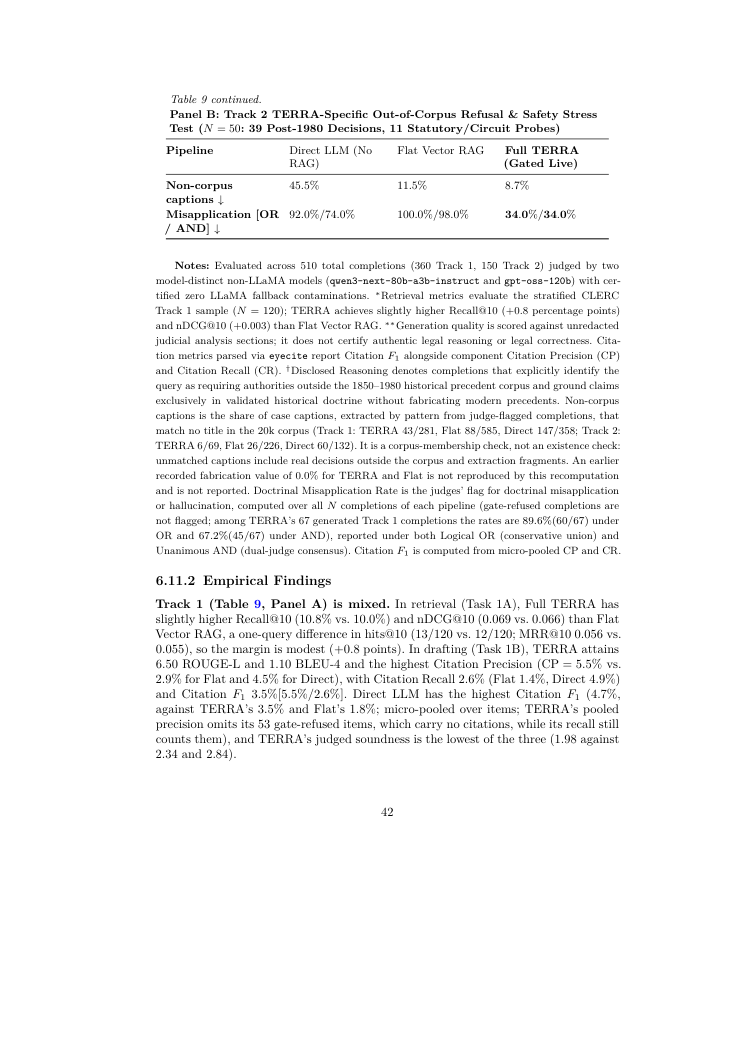 Table 9 continued.
Panel B: Track 2 TERRA-Specific Out-of-Corpus Refusal & Safety Stress
Test (N = 50: 39 Post-1980 Decisions, 11 Statutory/Circuit Probes)
Pipeline Direct LLM (No Flat Vector RAG Full TERRA
RAG) (Gated Live)
Non-corpus 45.5% 11.5% 8.7%
captions ↓
Misapplication [OR 92.0%/74.0% 100.0%/98.0% 34.0%/34.0%
/ AND] ↓
Notes: Evaluated across 510 total completions (360 Track 1, 150 Track 2) judged by two
model-distinct non-LLaMA models (qwen3-next-80b-a3b-instruct and gpt-oss-120b) with cer-
tified zero LLaMA fallback contaminations. *Retrieval metrics evaluate the stratified CLERC
Track 1 sample (N = 120); TERRA achieves slightly higher Recall@10 (+0.8 percentage points)
and nDCG@10 (+0.003) than Flat Vector RAG. **Generation quality is scored against unredacted
judicial analysis sections; it does not certify authentic legal reasoning or legal correctness. Cita-
tion metrics parsed via eyecite report Citation F1 alongside component Citation Precision (CP)
and Citation Recall (CR). †Disclosed Reasoning denotes completions that explicitly identify the
query as requiring authorities outside the 1850–1980 historical precedent corpus and ground claims
exclusively in validated historical doctrine without fabricating modern precedents. Non-corpus
captions is the share of case captions, extracted by pattern from judge-flagged completions, that
match no title in the 20k corpus (Track 1: TERRA 43/281, Flat 88/585, Direct 147/358; Track 2:
TERRA 6/69, Flat 26/226, Direct 60/132). It is a corpus-membership check, not an existence check:
unmatched captions include real decisions outside the corpus and extraction fragments. An earlier
recorded fabrication value of 0.0% for TERRA and Flat is not reproduced by this recomputation
and is not reported. Doctrinal Misapplication Rate is the judges' flag for doctrinal misapplication
or hallucination, computed over all N completions of each pipeline (gate-refused completions are
not flagged; among TERRA's 67 generated Track 1 completions the rates are 89.6%(60/67) under
OR and 67.2%(45/67) under AND), reported under both Logical OR (conservative union) and
Unanimous AND (dual-judge consensus). Citation F1 is computed from micro-pooled CP and CR.
6.11.2 Empirical Findings
Track 1 (Table 9, Panel A) is mixed. In retrieval (Task 1A), Full TERRA has
slightly higher Recall@10 (10.8% vs. 10.0%) and nDCG@10 (0.069 vs. 0.066) than Flat
Vector RAG, a one-query difference in hits@10 (13/120 vs. 12/120; MRR@10 0.056 vs.
0.055), so the margin is modest (+0.8 points). In drafting (Task 1B), TERRA attains
6.50 ROUGE-L and 1.10 BLEU-4 and the highest Citation Precision (CP = 5.5% vs.
2.9% for Flat and 4.5% for Direct), with Citation Recall 2.6% (Flat 1.4%, Direct 4.9%)
and Citation F1 3.5%[5.5%/2.6%]. Direct LLM has the highest Citation F1 (4.7%,
against TERRA's 3.5% and Flat's 1.8%; micro-pooled over items; TERRA's pooled
precision omits its 53 gate-refused items, which carry no citations, while its recall still
counts them), and TERRA's judged soundness is the lowest of the three (1.98 against
2.34 and 2.84).
42